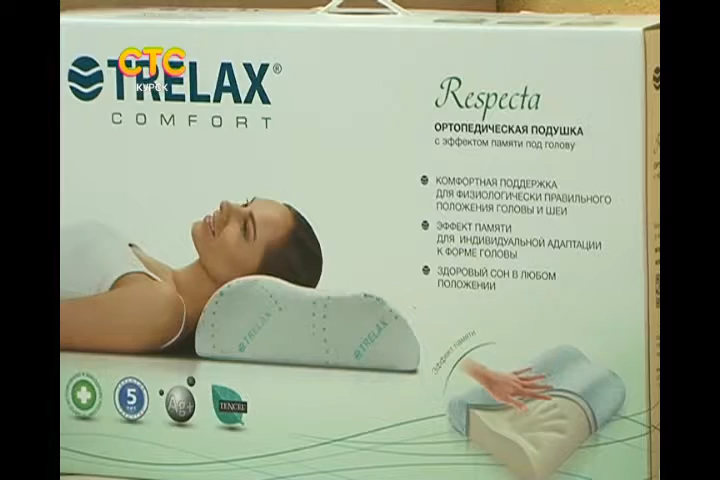 СТС
КУРСК
TRELAX®
COMFORT
Respecta
ОРТОПЕДИЧЕСКАЯ ПОДУШКА
с эффектом памяти под голову
КОМФОРТНАЯ ПОДДЕРЖКА
ДЛЯ ФИЗИОЛОГИЧЕСКИ ПРАВИЛЬНОГО
ПОЛОЖЕНИЯ ГОЛОВЫ И ШЕИ
ЭФФЕКТ ПАМЯТИ
ДЛЯ ИНДИВИДУАЛЬНОЙ АДАПТАЦИИ
К ФОРМЕ ГОЛОВЫ
ЗДОРОВЫЙ СОН В ЛЮБОМ
ПОЛОЖЕНИИ
TRELAX
TRELAX
Эффект памяти
5
ЛЕТ
Ag+
TENCEL